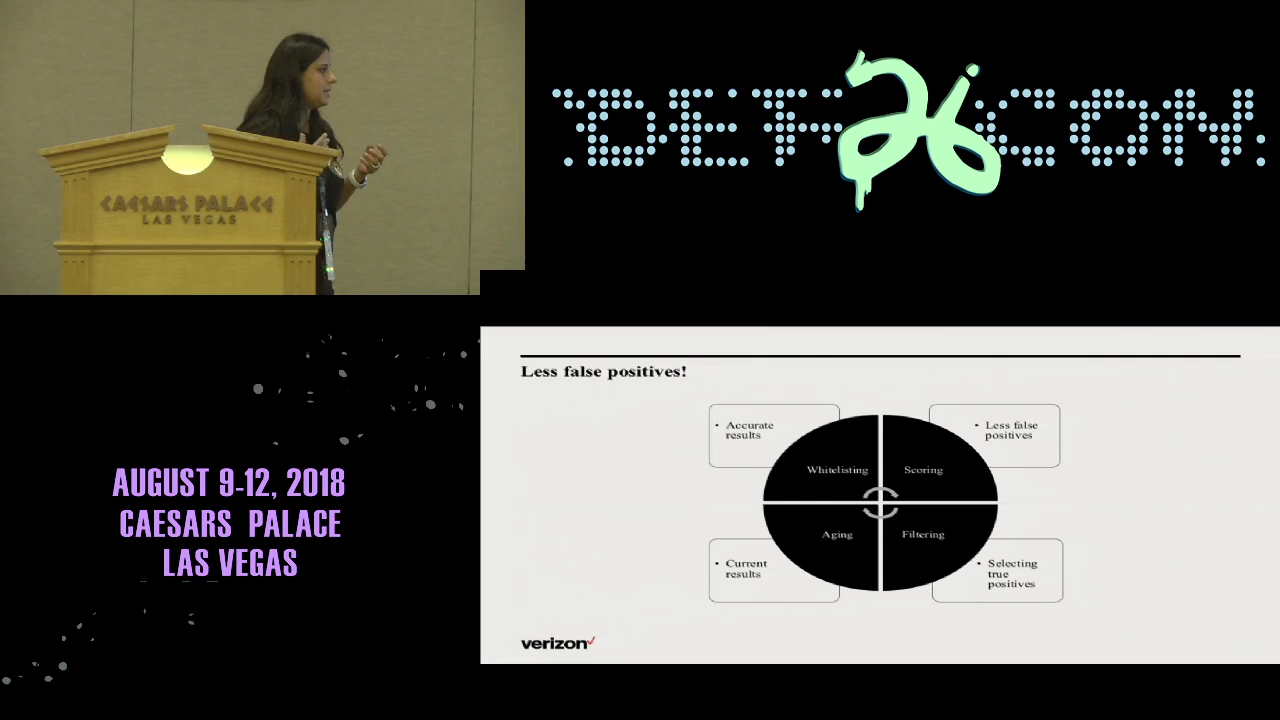 DEF 26 CON
CAESARS PALACE
LAS VEGAS
AUGUST 9-12, 2018
CAESARS PALACE
LAS VEGAS
Less false positives!
• Accurate
results
• Less false
positives
Whitelisting
Scoring
Aging
Filtering
• Current
results
• Selecting
true
positives
verizon✓